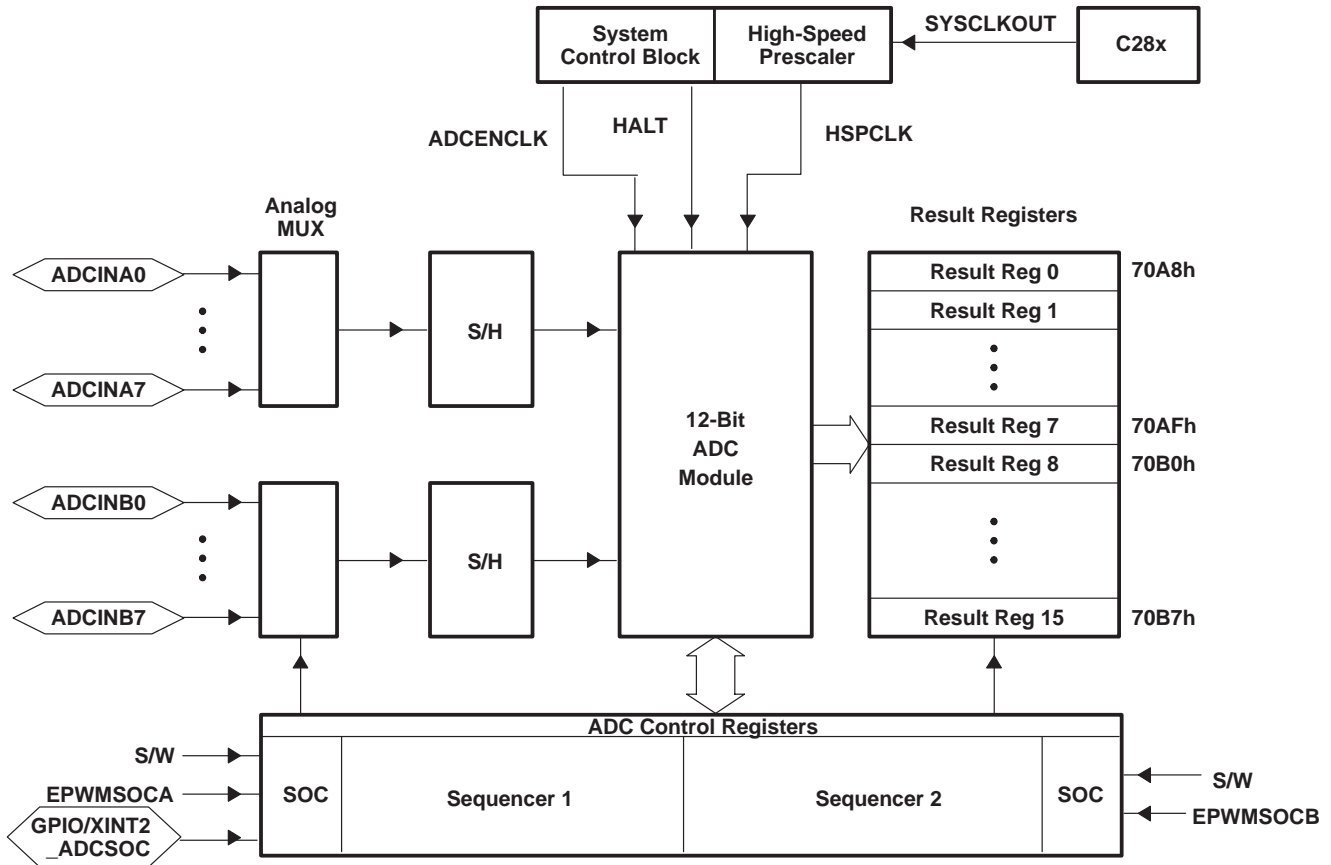 System
Control Block
High-Speed
Prescaler
SYSCLKOUT
C28x
ADCENCLK
HALT
HSPCLK
Analog
MUX
Result Registers
ADCINA0
ADCINA7
S/H
12-Bit
ADC
Module
Result Reg 0
70A8h
Result Reg 1
Result Reg 7
70AFh
Result Reg 8
70B0h
ADCINB0
ADCINB7
S/H
Result Reg 15
70B7h
ADC Control Registers
S/W
EPWMSOCA
GPIO/XINT2
_ADCSOC
SOC
Sequencer 1
Sequencer 2
SOC
S/W
EPWMSOCB